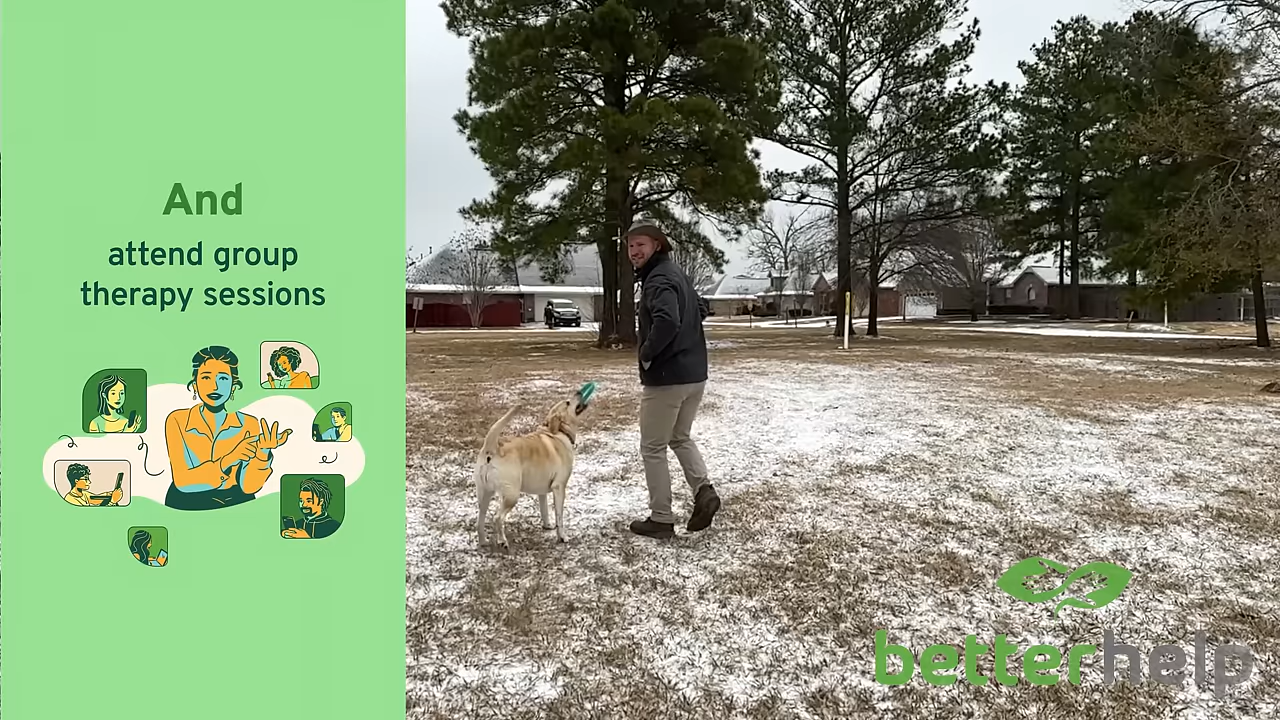 And
attend group
therapy sessions
betterhelp